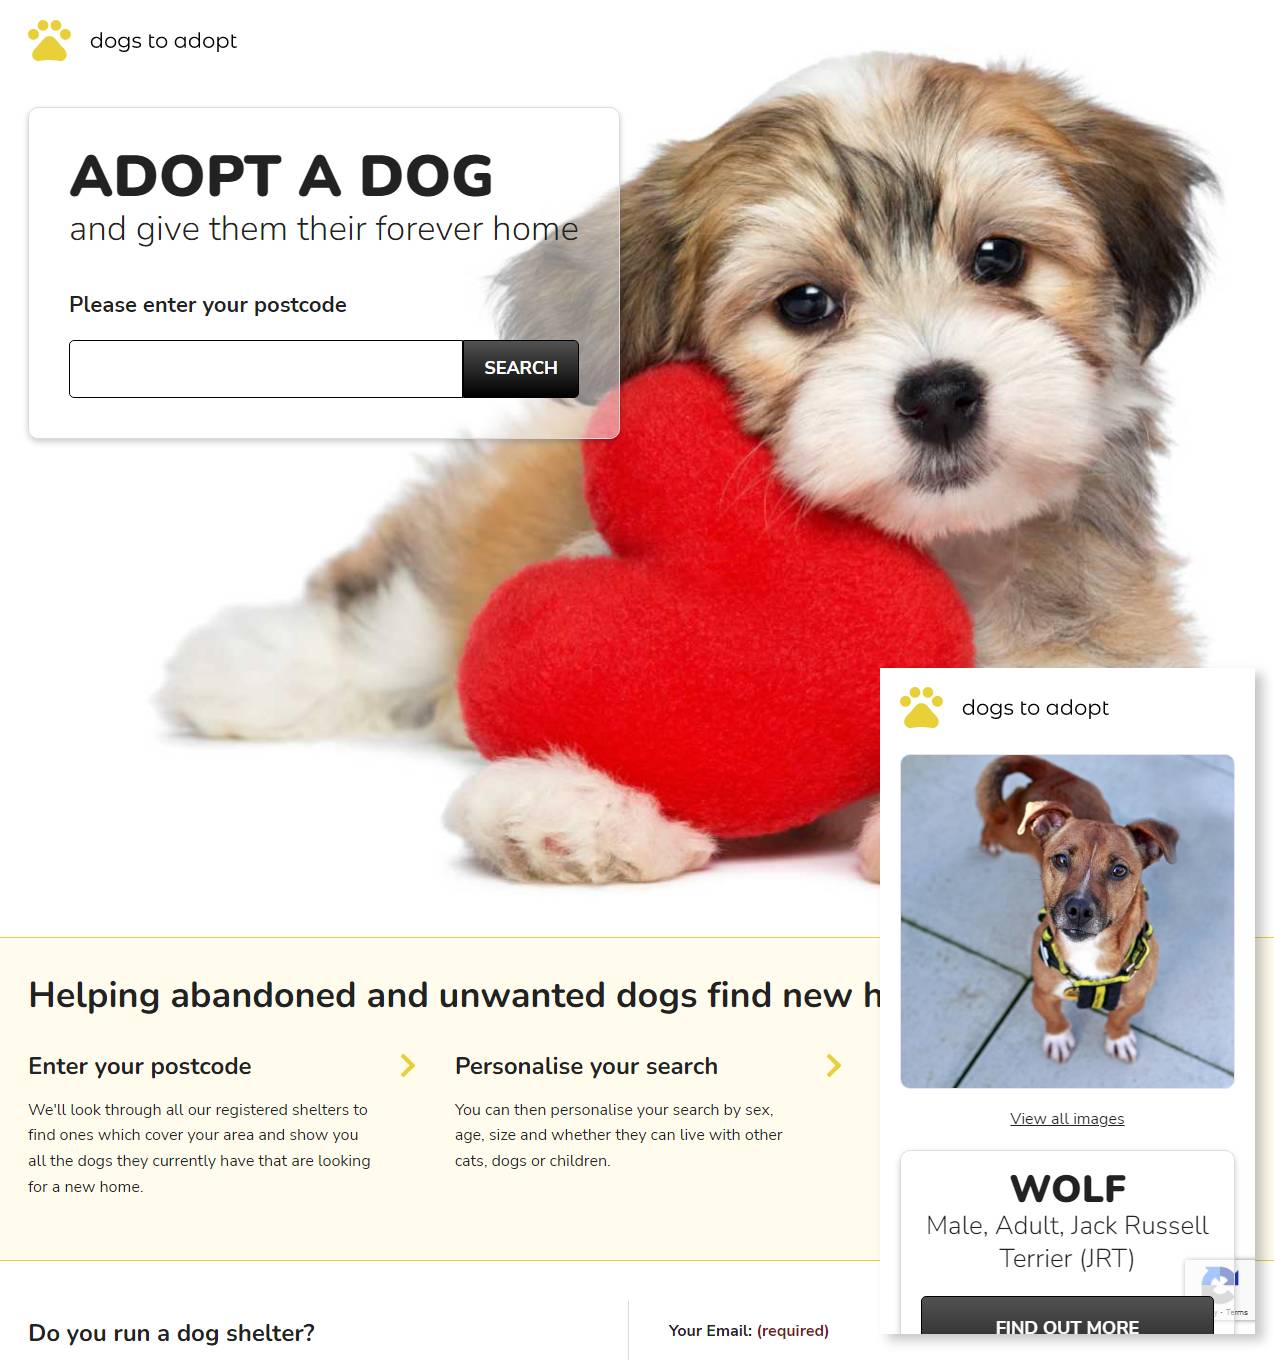 dogs to adopt
ADOPT A DOG
and give them their forever home
Please enter your postcode
SEARCH
Helping abandoned and unwanted dogs find new h
Enter your postcode
We'll look through all our registered shelters to
find ones which cover your area and show you
all the dogs they currently have that are looking
for a new home.
Personalise your search
You can then personalise your search by sex,
age, size and whether they can live with other
cats, dogs or children.
Do you run a dog shelter?
Your Email: (required)
dogs to adopt
View all images
WOLF
Male, Adult, Jack Russell
Terrier (JRT)
- Terms
FIND OUT MORE